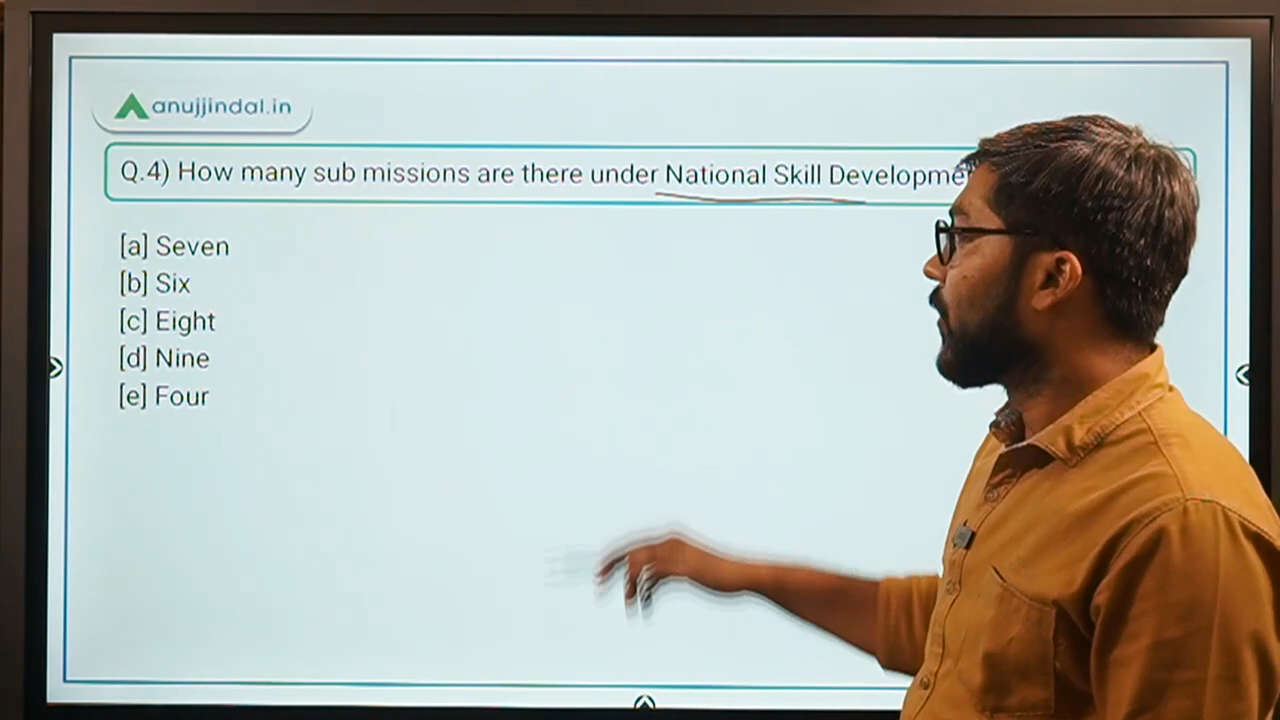 anujjindal.in
Q.4) How many sub missions are there under National Skill Developme
[a] Seven
[b] Six
[c] Eight
[d] Nine
[e] Four